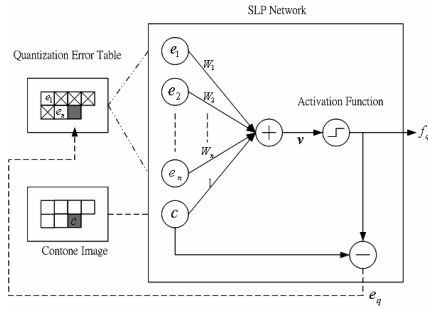 SLP Network
Quantization Error Table
e1
en
e1
e2
en
c
W1
W2
Wn
1
+
v
Activation Function
c
Contone Image
−
eq